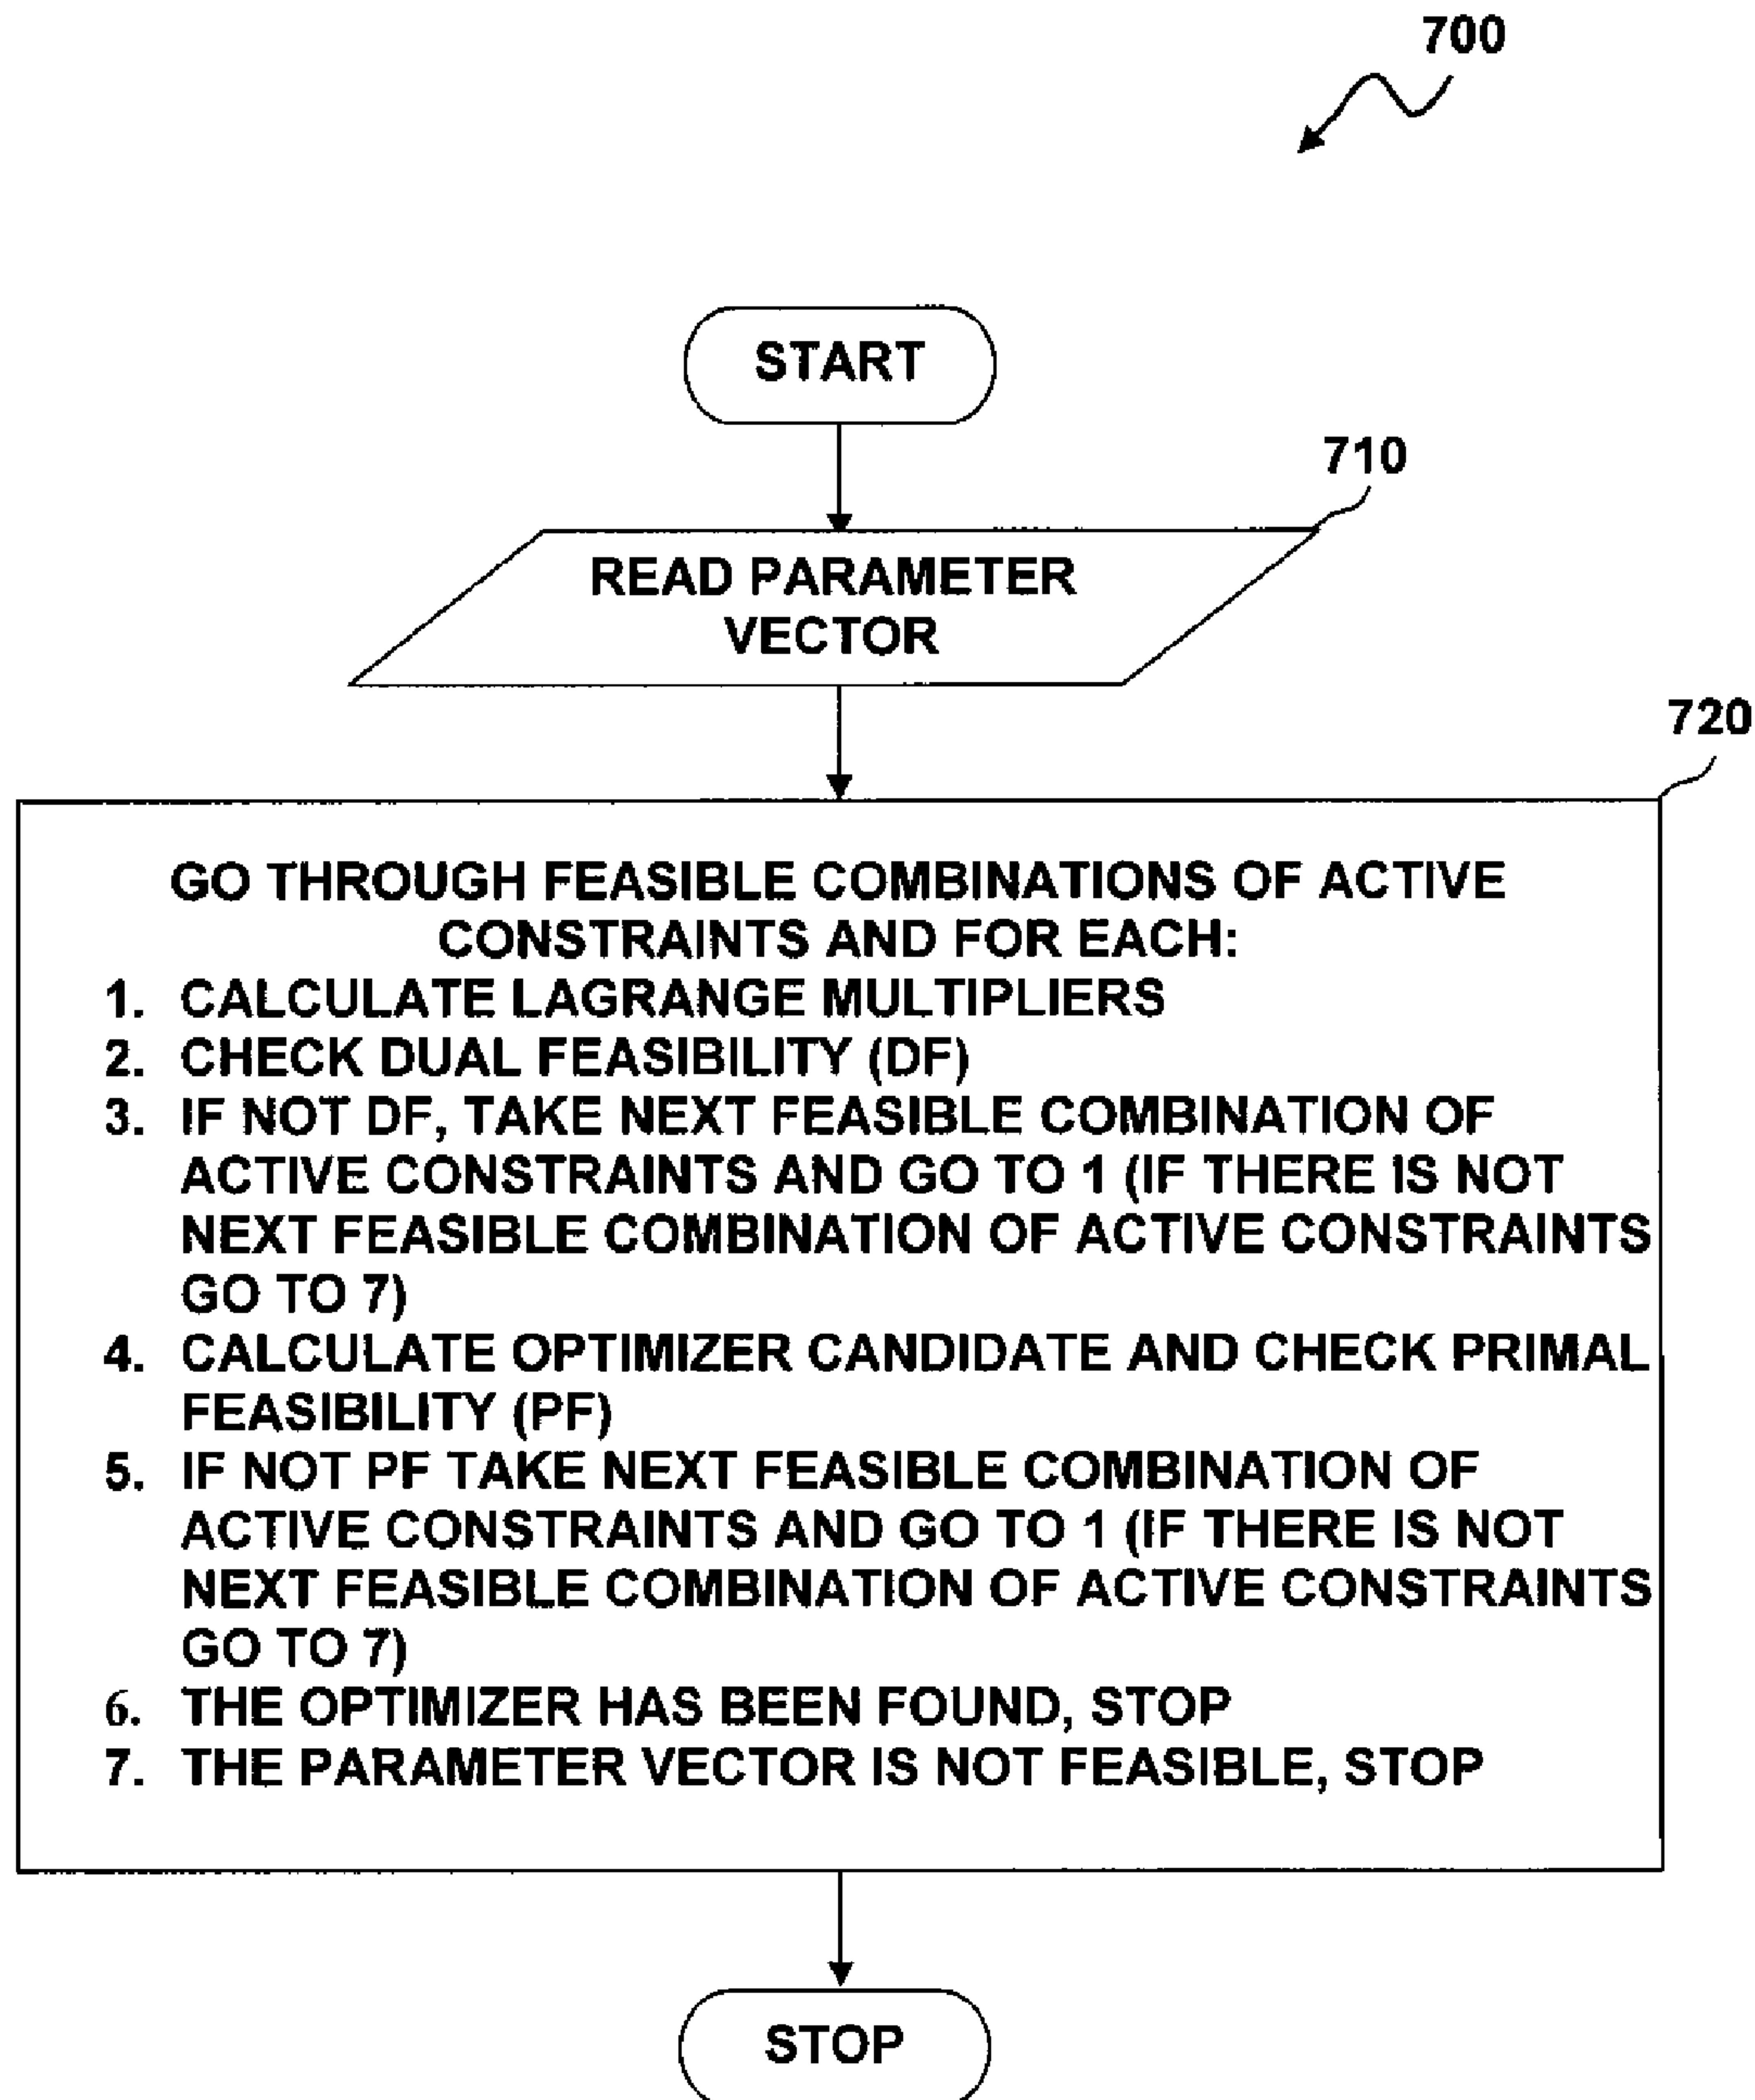 700
START
710
READ PARAMETER
VECTOR
720
GO THROUGH FEASIBLE COMBINATIONS OF ACTIVE
CONSTRAINTS AND FOR EACH:
1. CALCULATE LAGRANGE MULTIPLIERS
2. CHECK DUAL FEASIBILITY (DF)
3. IF NOT DF, TAKE NEXT FEASIBLE COMBINATION OF
ACTIVE CONSTRAINTS AND GO TO 1 (IF THERE IS NOT
NEXT FEASIBLE COMBINATION OF ACTIVE CONSTRAINTS
GO TO 7)
4. CALCULATE OPTIMIZER CANDIDATE AND CHECK PRIMAL
FEASIBILITY (PF)
5. IF NOT PF TAKE NEXT FEASIBLE COMBINATION OF
ACTIVE CONSTRAINTS AND GO TO 1 (IF THERE IS NOT
NEXT FEASIBLE COMBINATION OF ACTIVE CONSTRAINTS
GO TO 7)
6. THE OPTIMIZER HAS BEEN FOUND, STOP
7. THE PARAMETER VECTOR IS NOT FEASIBLE, STOP
STOP